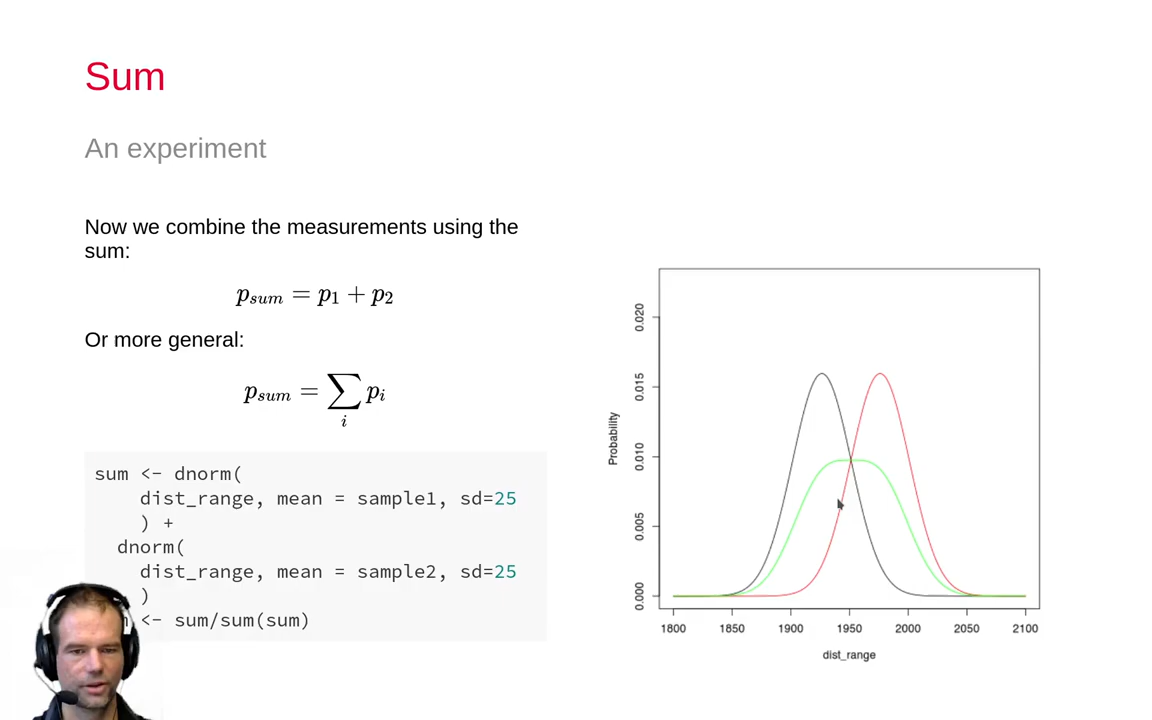 Sum
An experiment
Now we combine the measurements using the
sum:
p_sum = p_1 + p_2
Or more general:
p_sum = ∑_i p_i
sum <- dnorm(
dist_range, mean = sample1, sd=25
) +
dnorm(
dist_range, mean = sample2, sd=25
)
<- sum/sum(sum)
Probability
0.020
0.015
0.010
0.005
0.000
1800 1850 1900 1950 2000 2050 2100
dist_range